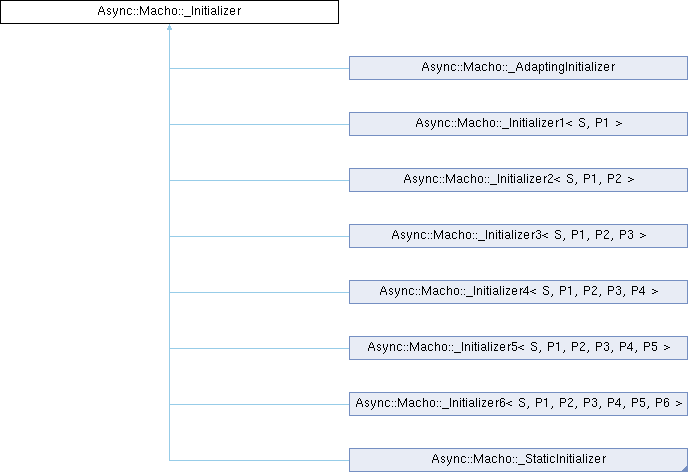 Async::Macho::_Initializer
Async::Macho::_AdaptingInitializer
Async::Macho::_Initializer1< S, P1 >
Async::Macho::_Initializer2< S, P1, P2 >
Async::Macho::_Initializer3< S, P1, P2, P3 >
Async::Macho::_Initializer4< S, P1, P2, P3, P4 >
Async::Macho::_Initializer5< S, P1, P2, P3, P4, P5 >
Async::Macho::_Initializer6< S, P1, P2, P3, P4, P5, P6 >
Async::Macho::_StaticInitializer